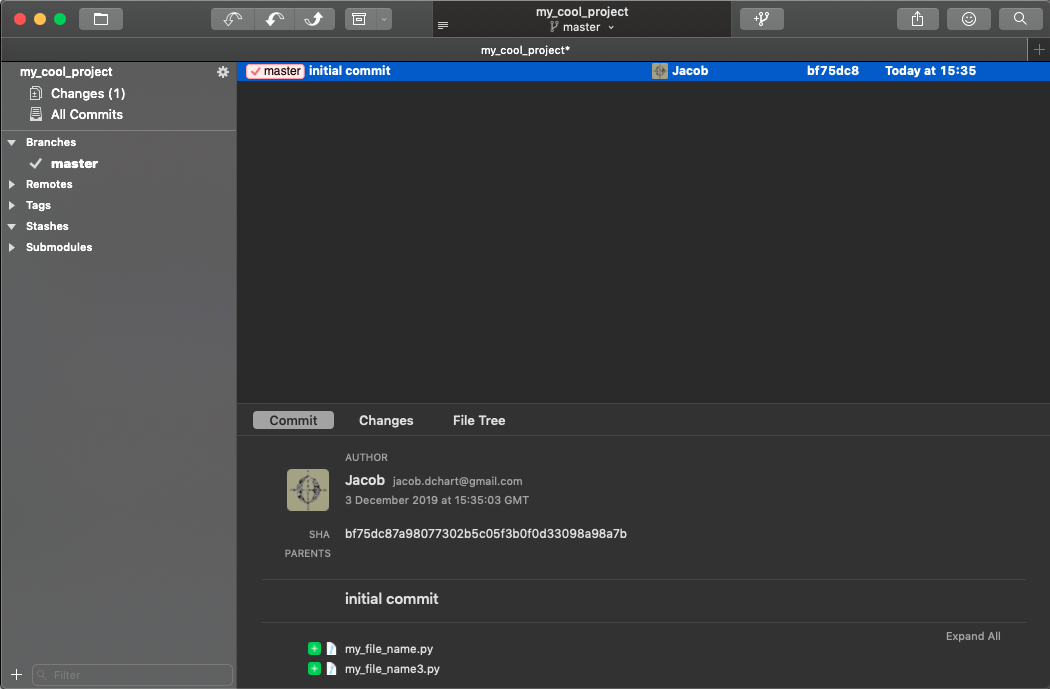 my_cool_project
master
my_cool_project*
my_cool_project
Changes (1)
All Commits
Branches
master
Remotes
Tags
Stashes
Submodules
Filter
master initial commit Jacob bf75dc8 Today at 15:35
Commit Changes File Tree
AUTHOR
Jacob jacob.dchart@gmail.com
3 December 2019 at 15:35:03 GMT
SHA bf75dc87a98077302b5c05f3b0f0d33098a98a7b
PARENTS
initial commit
Expand All
my_file_name.py
my_file_name3.py